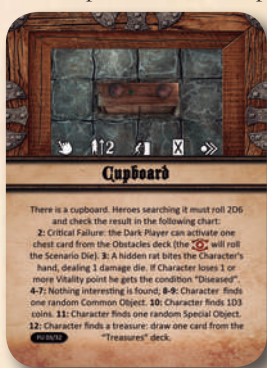 2
X
Cupboard
There is a cupboard. Heroes searching it must roll 2D6
and check the result in the following chart:
2: Critical Failure: the Dark Player can activate one
chest card from the Obstacles deck (the will roll
the Scenario Die). 3: A hidden rat bites the Character's
hand, dealing 1 damage die. If Character loses 1 or
more Vitality point he gets the condition "Diseased".
4-7: Nothing interesting is found; 8-9: Character finds
one random Common Object. 10: Character finds 1D3
coins. 11: Character finds one random Special Object.
12: Character finds a treasure: draw one card from the
"Treasures" deck.